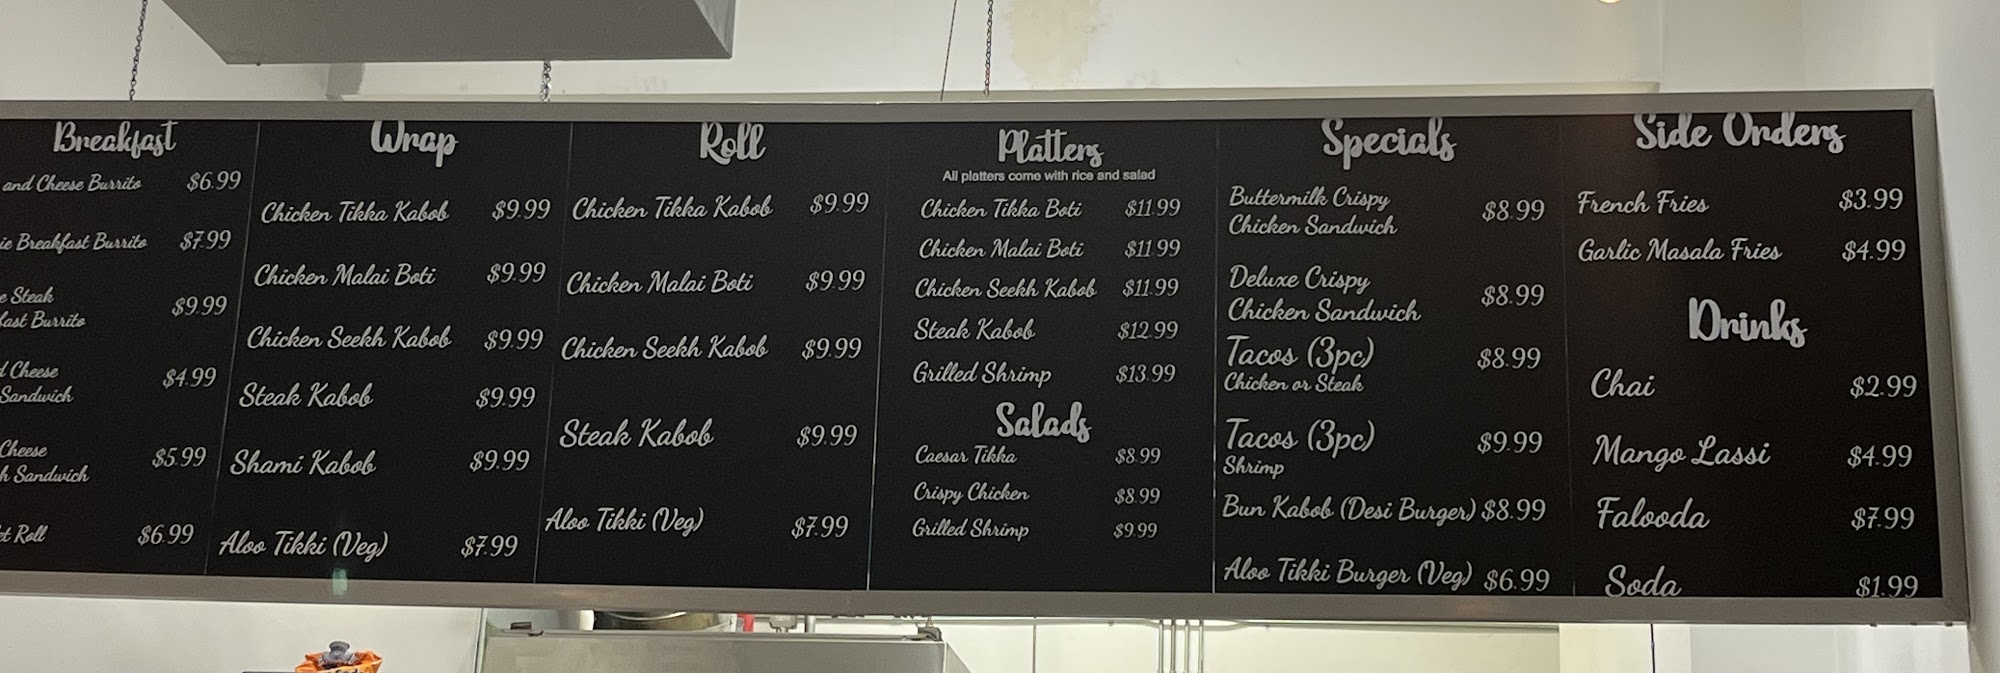 Breakfast
and Cheese Burrito $6.99
Breakfast Burrito $7.99
Steak
Burrito $9.99
Cheese
Sandwich $4.99
Cheese
Sandwich $5.99
Roll $6.99
Wrap
Chicken Tikka Kabob $9.99
Chicken Malai Boti $9.99
Chicken Seekh Kabob $9.99
Steak Kabob $9.99
Shami Kabob $9.99
Aloo Tikki (Veg) $7.99
Roll
Chicken Tikka Kabob $9.99
Chicken Malai Boti $9.99
Chicken Seekh Kabob $9.99
Steak Kabob $9.99
Aloo Tikki (Veg) $7.99
Platters
All platters come with rice and salad
Chicken Tikka Boti $11.99
Chicken Malai Boti $11.99
Chicken Seekh Kabob $11.99
Steak Kabob $12.99
Grilled Shrimp $13.99
Salads
Caesar Tikka $8.99
Crispy Chicken $8.99
Grilled Shrimp $9.99
Specials
Buttermilk Crispy
Chicken Sandwich $8.99
Deluxe Crispy
Chicken Sandwich $8.99
Tacos (3pc) $8.99
Chicken or Steak
Tacos (3pc) $9.99
Shrimp
Bun Kabob (Desi Burger) $8.99
Aloo Tikki Burger (Veg) $6.99
Side Orders
French Fries $3.99
Garlic Masala Fries $4.99
Drinks
Chai $2.99
Mango Lassi $4.99
Falooda $7.99
Soda $1.99